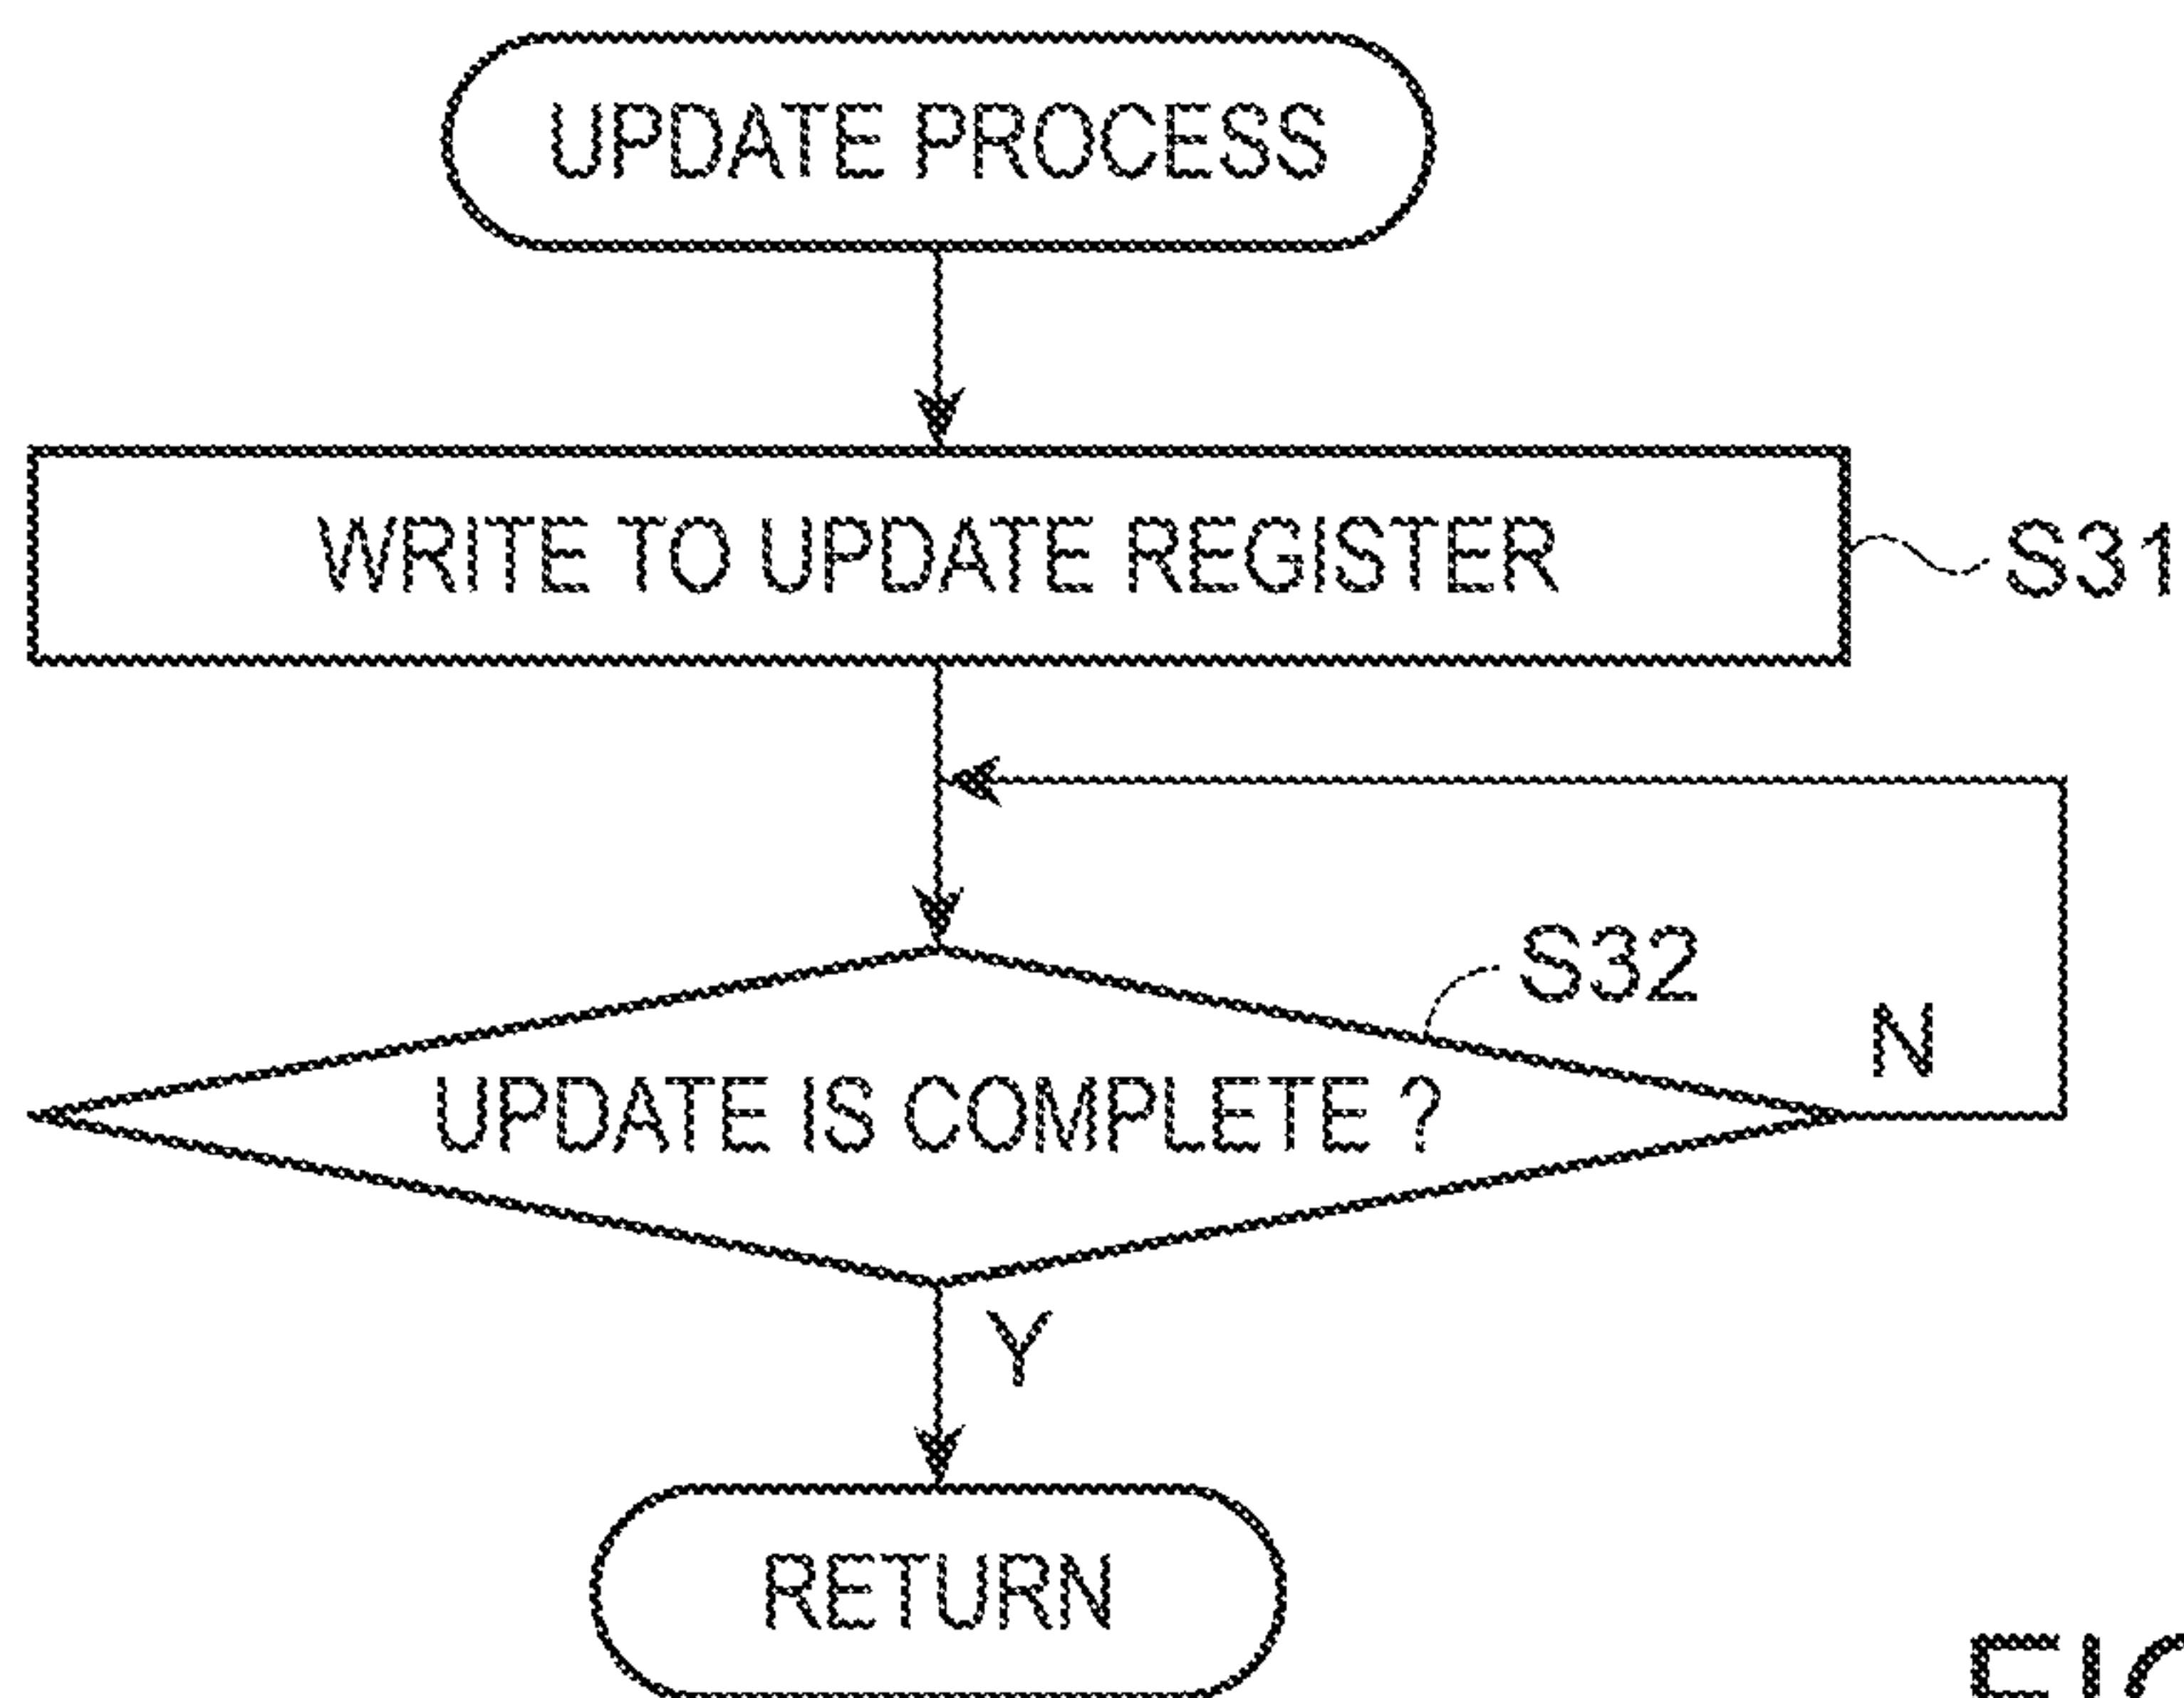 UPDATE PROCESS
WRITE TO UPDATE REGISTER
S31
S32
N
UPDATE IS COMPLETE ?
Y
RETURN